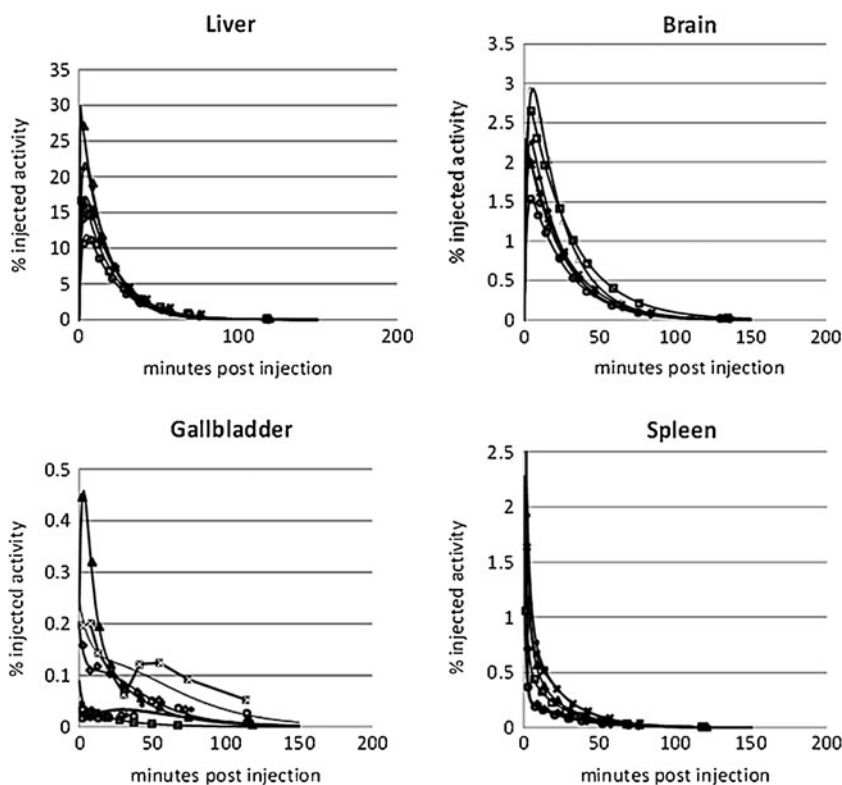 Liver
35
30
25
20
15
10
5
0
% injected activity
0 100 200
minutes post injection
Brain
3.5
3
2.5
2
1.5
1
0.5
0
% injected activity
0 50 100 150 200
minutes post injection
Gallbladder
0.5
0.4
0.3
0.2
0.1
0
% injected activity
0 50 100 150 200
minutes post injection
Spleen
2.5
2
1.5
1
0.5
0
% injected activity
0 50 100 150 200
minutes post injection